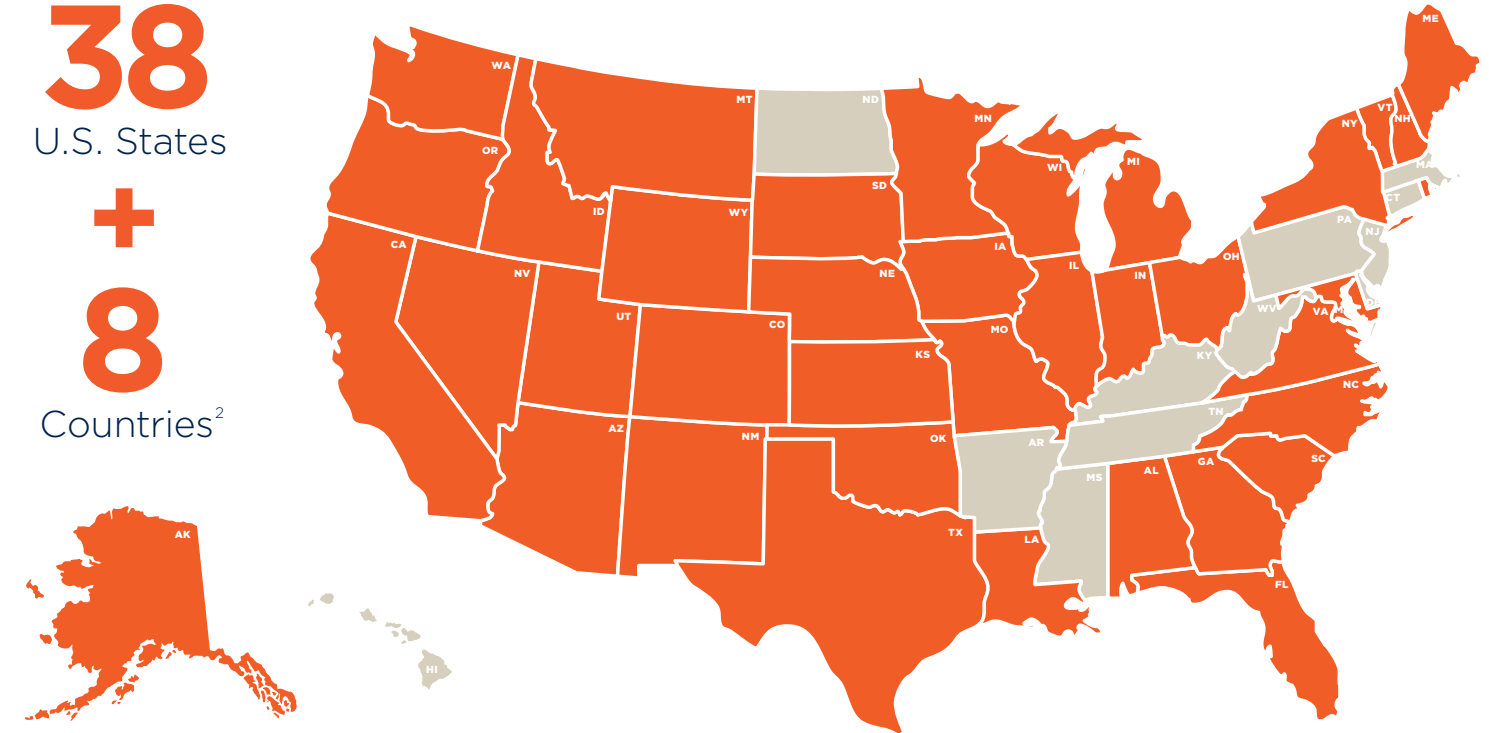 38
U.S. States
+
8
Countries²
ME
WA
VT
MT
ND
NH
MN
NY
OR
WI
MI
MA
SD
CT
ID
WY
PA
NJ
CA
IA
OH
NV
NE
IL
IN
DE
UT
WV
VA
CO
MO
KS
KY
NC
TN
AZ
NM
OK
AR
SC
GA
AL
MS
AK
TX
LA
FL
HI